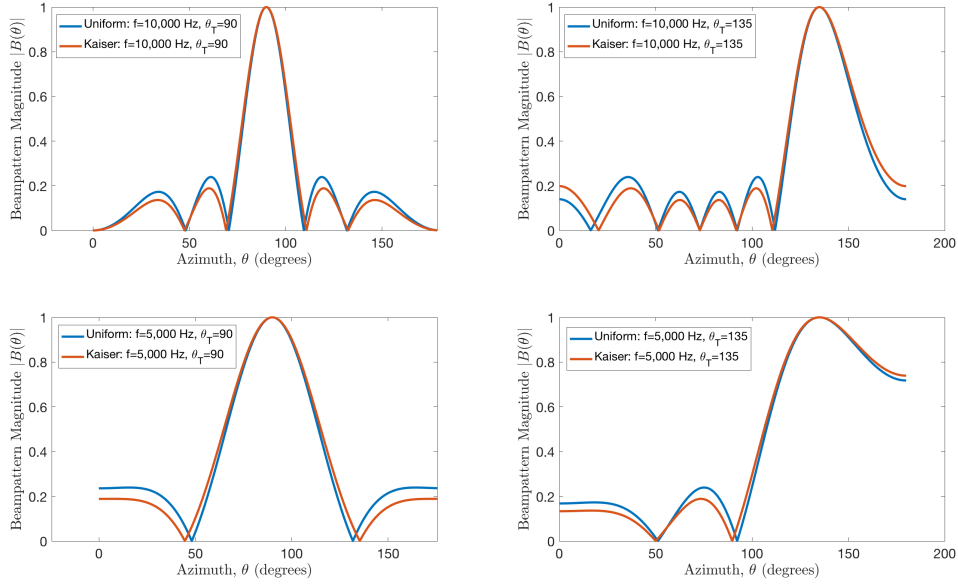 Uniform: f=10,000 Hz, θT=90
Kaiser: f=10,000 Hz, θT=90
Beampattern Magnitude |B(θ)|
1
0.8
0.6
0.4
0.2
0
0 50 100 150
Azimuth, θ (degrees)
Uniform: f=10,000 Hz, θT=135
Kaiser: f=10,000 Hz, θT=135
Beampattern Magnitude |B(θ)|
1
0.8
0.6
0.4
0.2
0
0 50 100 150 200
Azimuth, θ (degrees)
Uniform: f=5,000 Hz, θT=90
Kaiser: f=5,000 Hz, θT=90
Beampattern Magnitude |B(θ)|
1
0.8
0.6
0.4
0.2
0
0 50 100 150
Azimuth, θ (degrees)
Uniform: f=5,000 Hz, θT=135
Kaiser: f=5,000 Hz, θT=135
Beampattern Magnitude |B(θ)|
1
0.8
0.6
0.4
0.2
0
0 50 100 150 200
Azimuth, θ (degrees)